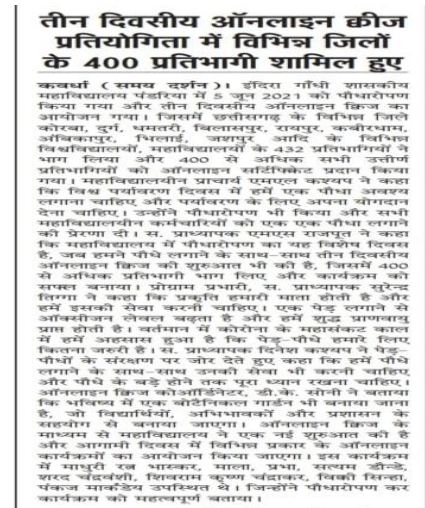 तीन दिवसीय ऑनलाइन क्वीज
प्रतियोगिता में विभिन्न जिलों
के 400 प्रतिभागी शामिल हुए
कवर्धा (समय दर्शन)। इंदिरा गाँधी शासकीय
महाविद्यालय पंडरिया में 5 जून 2021 को पौधारोपण
किया गया और तीन दिवसीय ऑनलाइन क्विज का
आयोजन गया। जिसमें छत्तीसगढ़ के विभिन्न जिले
कोरबा, दुर्ग, धमतरी, बिलासपुर, रायपुर, कबीरधाम,
अंबिकापुर, भिलाई, जशपुर आदि के विभिन्न
विश्वविद्यालयों, महाविद्यालयों के 432 प्रतिभागियों ने
भाग लिया और 400 से अधिक सभी उत्तीर्ण
प्रतिभागियों को ऑनलाइन सर्टिफिकेट प्रदान किया
गया। महाविद्यालयीन प्राचार्य एमएल कश्यप ने कहा
कि विश्व पर्यावरण दिवस में हमें एक पौधा अवश्य
लगाना चाहिए और पर्यावरण के लिए अपना योगदान
देना चाहिए। उन्होंने पौधारोपण भी किया और सभी
महाविद्यालयीन कर्मचारियों को एक एक पौधा लगाने
की प्रेरणा दी। स. प्राध्यापक एमएस राजपूत ने कहा
कि महाविद्यालय में पौधारोपण का यह विशेष दिवस
है, जब हमने पौधे लगाने के साथ-साथ तीन दिवसीय
ऑनलाइन क्विज की शुरुआत भी की है, जिसमें 400
से अधिक प्रतिभागी भाग लिए और कार्यक्रम को
सफल बनाया। प्रोग्राम प्रभारी, स. प्राध्यापक सुरेन्द्र
तिग्गा ने कहा कि प्रकृति हमारी माता होती है और
हमें इसकी सेवा करनी चाहिए। एक पेड़ लगाने से
ऑक्सीजन लेवल बढ़ता है और हमें शुद्ध प्राणवायु
प्राप्त होती है। वर्तमान में कोरोना के महासंकट काल
में हमें अहसास हुआ है कि पेड़-पौधे हमारे लिए
कितना जरुरी है। स. प्राध्यापक दिनेश कश्यप ने पेड़-
पौधों के संरक्षण पर जोर देते हुए कहा कि हमें पौधे
लगाने के साथ-साथ उनकी सेवा भी करनी चाहिए
और पौधे के बड़े होने तक पूरा ध्यान रखना चाहिए।
ऑनलाइन क्विज कोऑर्डिनेटर, डी.के. सोनी ने बताया
कि भविष्य में एक बॉटेनिकल गार्डन भी बनाया जाना
है, जो विद्यार्थियों, अभिभावकों और प्रशासन के
सहयोग से बनाया जाएगा। ऑनलाइन क्विज के
माध्यम से महाविद्यालय ने एक नई शुरुआत की है
और आगामी दिवस में विभिन्न प्रकार के ऑनलाइन
कार्यक्रमों का आयोजन किया जाएगा। इस कार्यक्रम
में माधुरी रत्न भास्कर, माला, प्रभा, सत्यम डौन्डे,
शरद चंद्रवंशी, शिवराम कृष्ण चंद्राकर, विक्की सिन्हा,
पंकज मार्कंडेय उपस्थित थे। जिन्होंने पौधारोपण कर
कार्यक्रम को महत्वपूर्ण बताया।